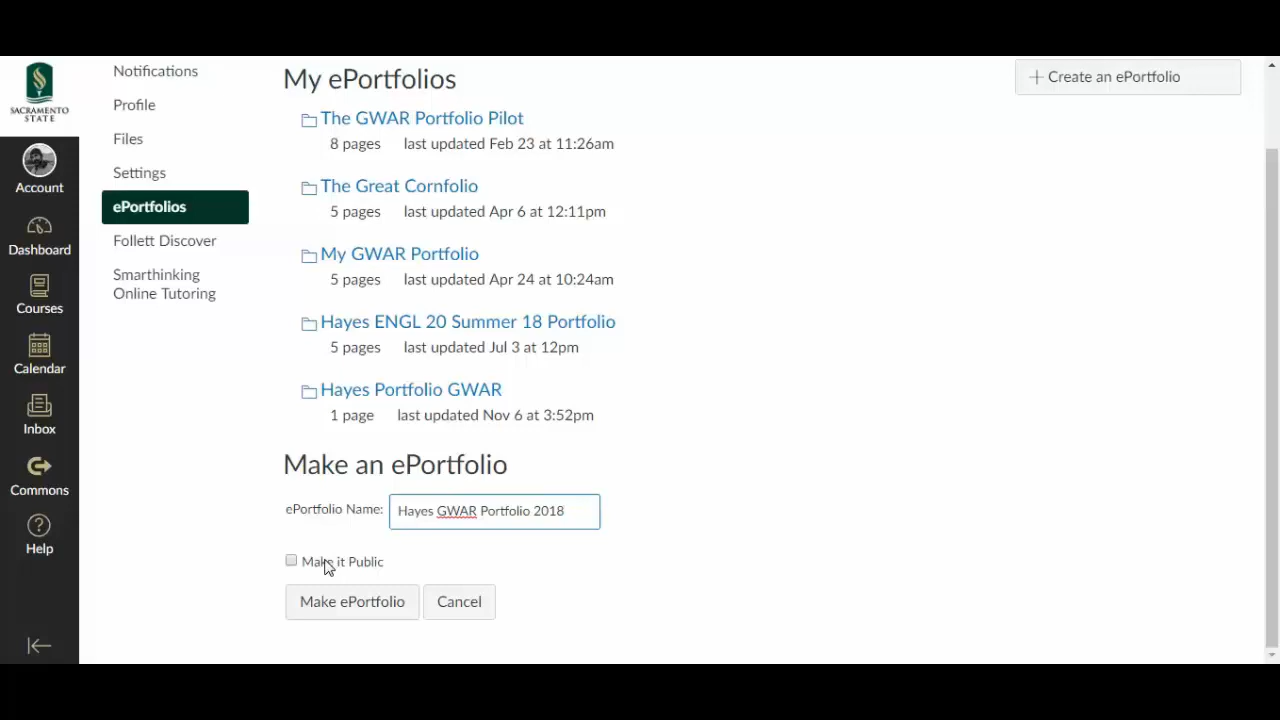 SACRAMENTO
STATE
Account
Dashboard
Courses
Calendar
Inbox
Commons
Help
Notifications
Profile
Files
Settings
ePortfolios
Follett Discover
Smarthinking
Online Tutoring
My ePortfolios
+ Create an ePortfolio
The GWAR Portfolio Pilot
8 pages last updated Feb 23 at 11:26am
The Great Cornfolio
5 pages last updated Apr 6 at 12:11pm
My GWAR Portfolio
5 pages last updated Apr 24 at 10:24am
Hayes ENGL 20 Summer 18 Portfolio
5 pages last updated Jul 3 at 12pm
Hayes Portfolio GWAR
1 page last updated Nov 6 at 3:52pm
Make an ePortfolio
ePortfolio Name: Hayes GWAR Portfolio 2018
Make it Public
Make ePortfolio Cancel